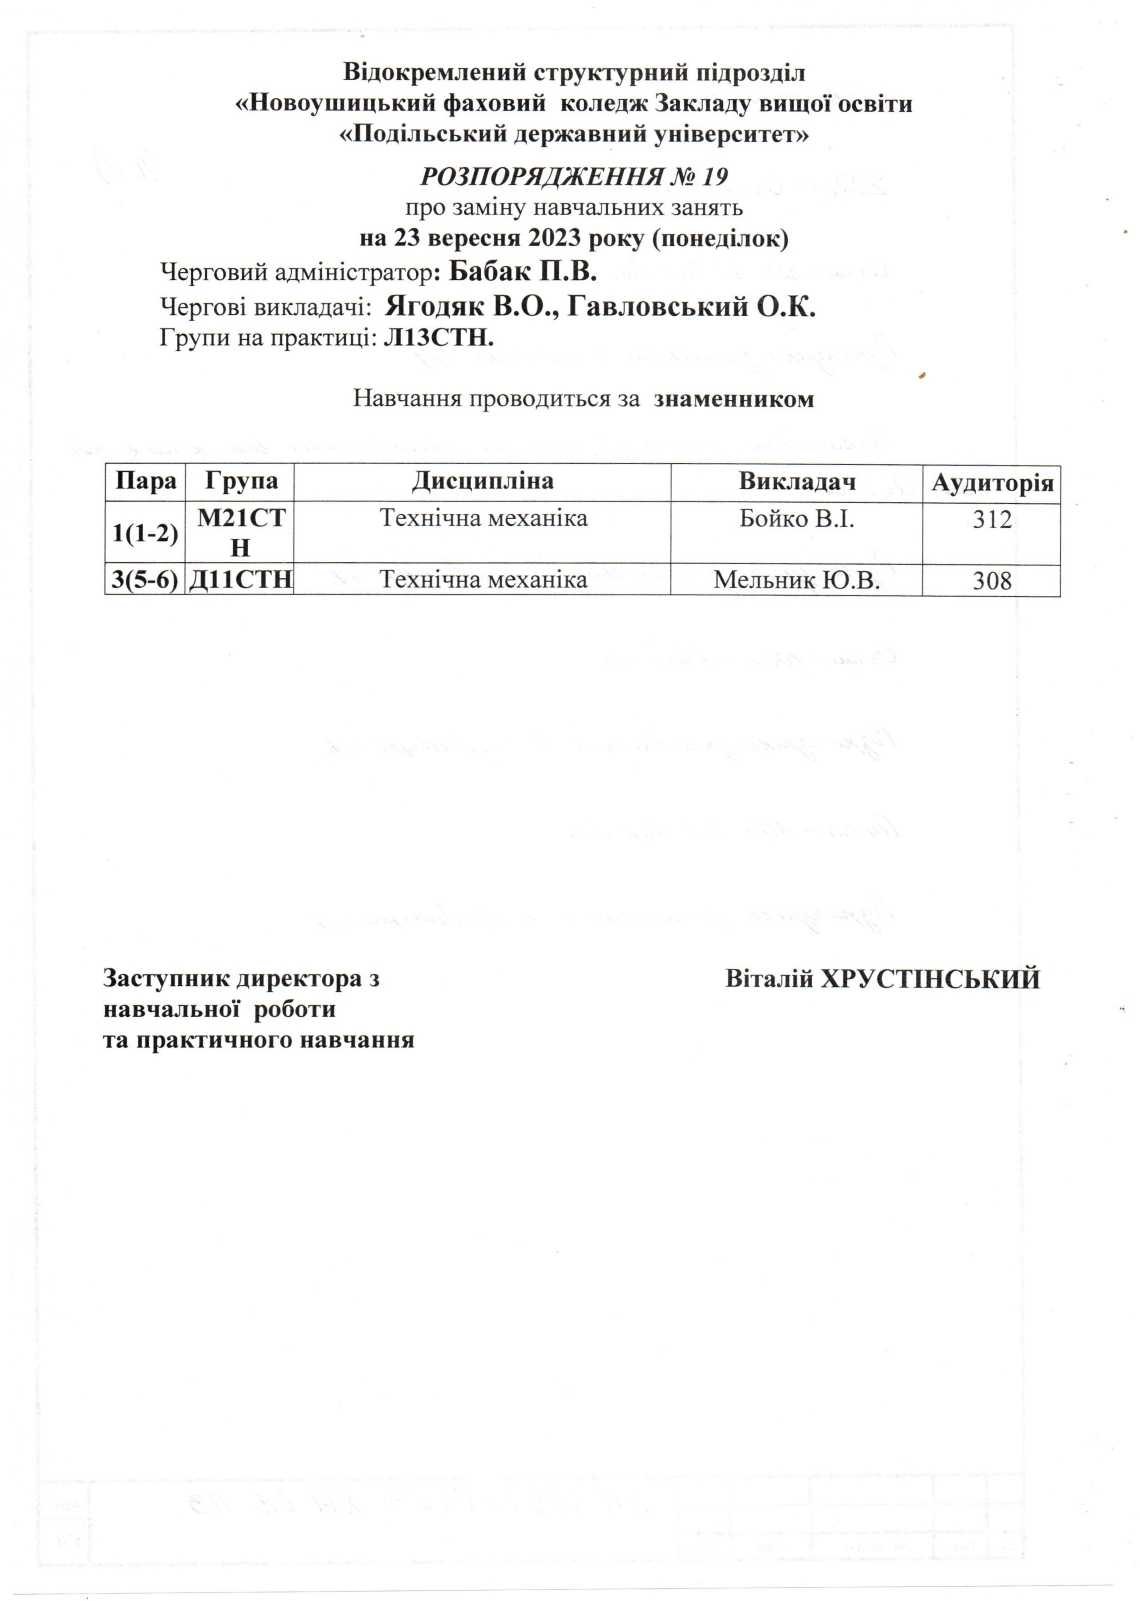 Відокремлений структурний підрозділ
«Новоушицький фаховий коледж Закладу вищої освіти
«Подільський державний університет»
РОЗПОРЯДЖЕННЯ № 19
про заміну навчальних занять
на 23 вересня 2023 року (понеділок)
Черговий адміністратор: Бабак П.В.
Чергові викладачі: Ягодяк В.О., Гавловський О.К.
Групи на практиці: Л13СТН.
Навчання проводиться за знаменником
Пара Група Дисципліна Викладач Аудиторія
1(1-2) М21СТ Технічна механіка Бойко В.І. 312
Н
3(5-6) Д11СТН Технічна механіка Мельник Ю.В. 308
Заступник директора з Віталій ХРУСТІНСЬКИЙ
навчальної роботи
та практичного навчання